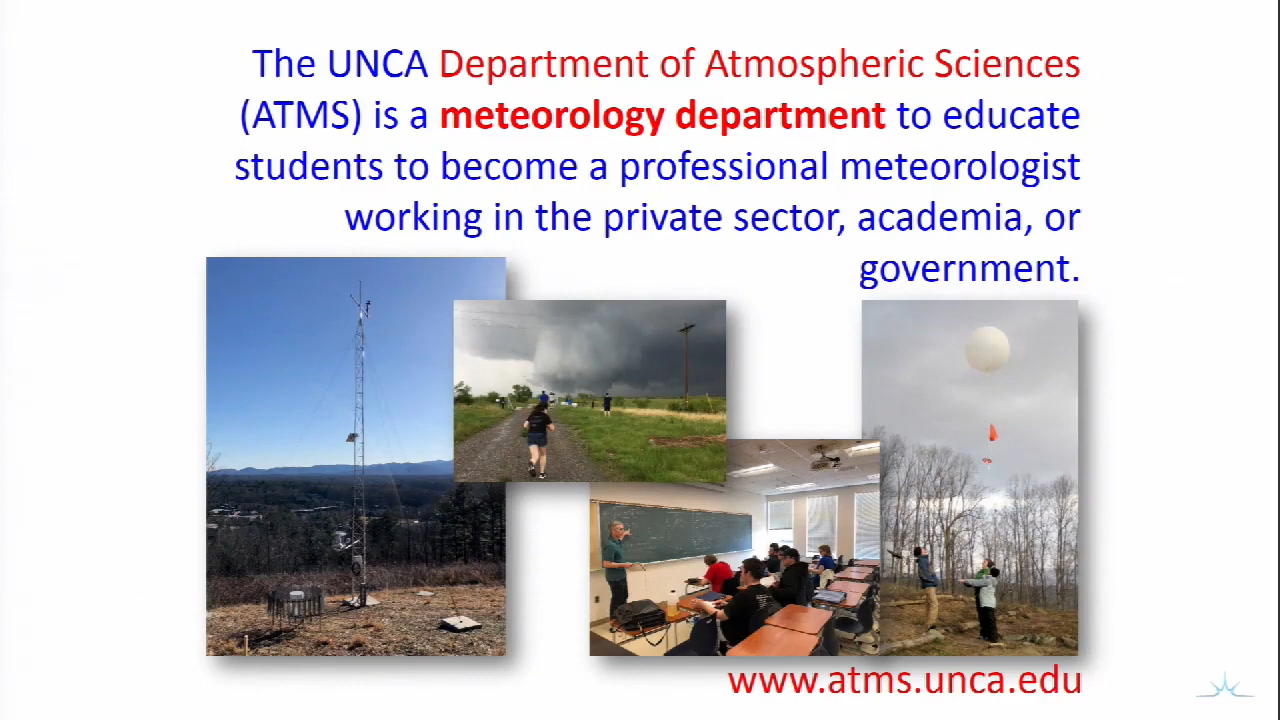 The UNCA Department of Atmospheric Sciences
(ATMS) is a meteorology department to educate
students to become a professional meteorologist
working in the private sector, academia, or
government.
www.atms.unca.edu